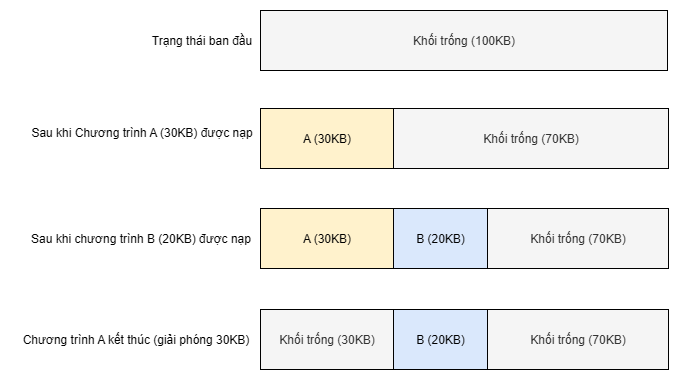 Trạng thái ban đầu
Khối trống (100KB)
Sau khi Chương trình A (30KB) được nạp
A (30KB)
Khối trống (70KB)
Sau khi chương trình B (20KB) được nạp
A (30KB)
B (20KB)
Khối trống (70KB)
Chương trình A kết thúc (giải phóng 30KB)
Khối trống (30KB)
B (20KB)
Khối trống (70KB)